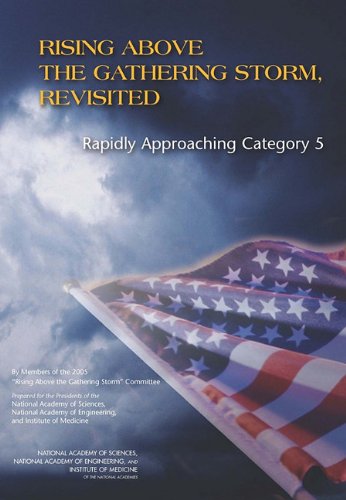 RISING ABOVE
THE GATHERING STORM,
REVISITED
Rapidly Approaching Category 5
By Members of the 2005
"Rising Above the Gathering Storm" Committee
Prepared for the Presidents of the
National Academy of Sciences,
National Academy of Engineering,
and Institute of Medicine
NATIONAL ACADEMY OF SCIENCES,
NATIONAL ACADEMY OF ENGINEERING, AND
INSTITUTE OF MEDICINE
OF THE NATIONAL ACADEMIES